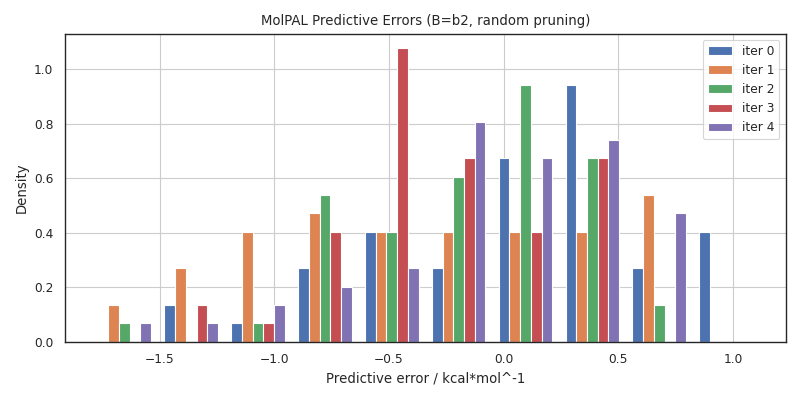 MolPAL Predictive Errors (B=b2, random pruning)
iter 0
iter 1
iter 2
iter 3
iter 4
Density
1.0
0.8
0.6
0.4
0.2
0.0
−1.5 −1.0 −0.5 0.0 0.5 1.0
Predictive error / kcal*mol^-1